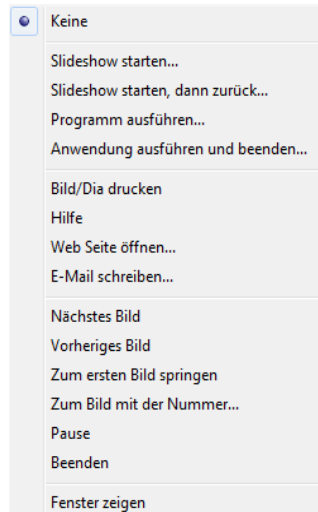 Keine
Slideshow starten...
Slideshow starten, dann zurück...
Programm ausführen...
Anwendung ausführen und beenden...
Bild/Dia drucken
Hilfe
Web Seite öffnen...
E-Mail schreiben...
Nächstes Bild
Vorheriges Bild
Zum ersten Bild springen
Zum Bild mit der Nummer...
Pause
Beenden
Fenster zeigen